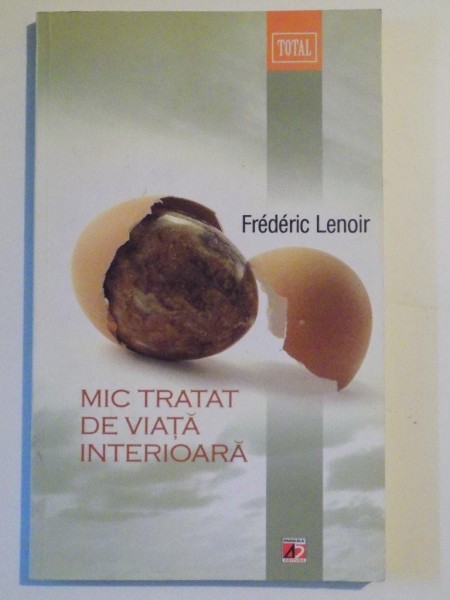 TOTAL
Frédéric Lenoir
MIC TRATAT
DE VIAȚĂ
INTERIOARĂ